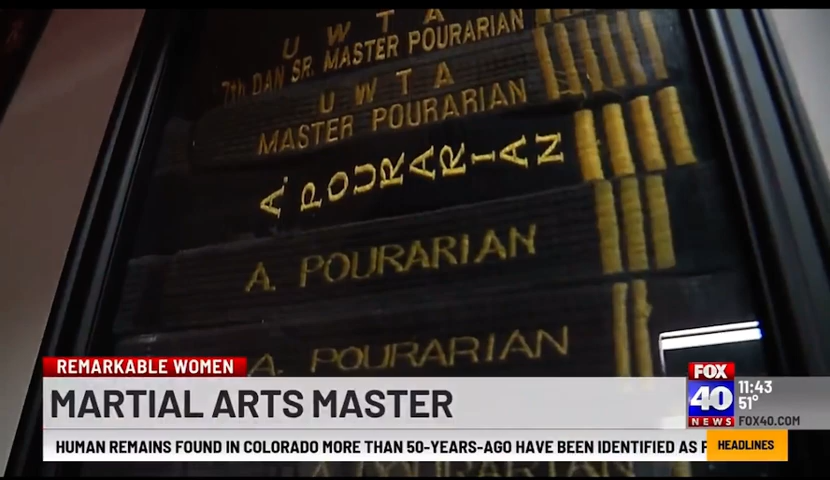 U W T A
7th DAN SR. MASTER POURARIAN
U W T A
MASTER POURARIAN
A. POURARIAN
A. POURARIAN
A. POURARIAN
REMARKABLE WOMEN
MARTIAL ARTS MASTER
HUMAN REMAINS FOUND IN COLORADO MORE THAN 50-YEARS-AGO HAVE BEEN IDENTIFIED AS
HEADLINES
FOX
40
NEWS
11:43
51°
FOX40.COM
A. POURARIAN